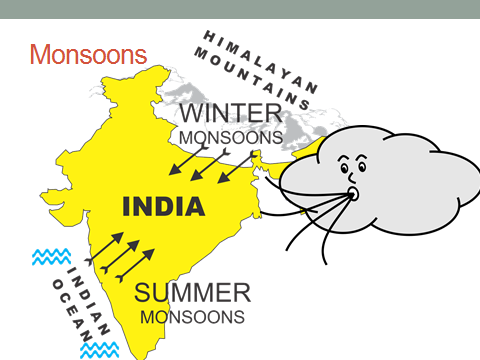 Monsoons
HIMALAYAN
MOUNTAINS
WINTER
MONSOONS
INDIA
INDIAN
OCEAN
SUMMER
MONSOONS